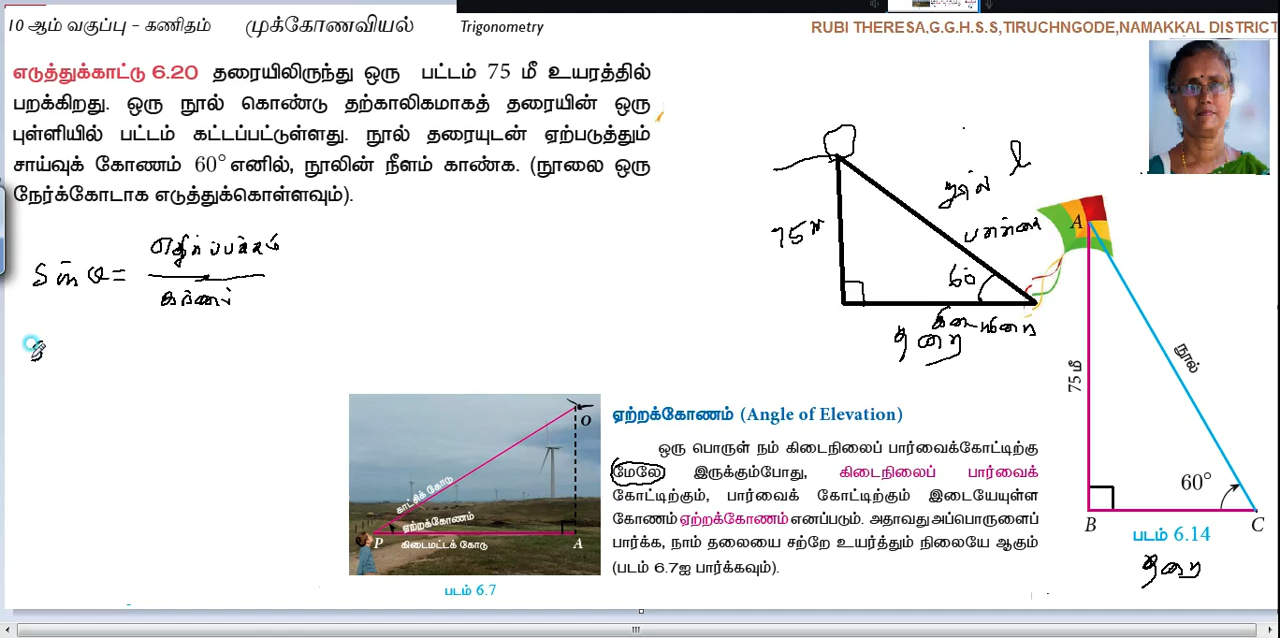 10 ஆம் வகுப்பு – கணிதம் முக்கோணவியல் Trigonometry
RUBI THERESA,G.G.H.S.S,TIRUCHNGODE,NAMAKKAL DISTRICT
எடுத்துக்காட்டு 6.20 தரையிலிருந்து ஒரு பட்டம் 75 மீ உயரத்தில்
பறக்கிறது. ஒரு நூல் கொண்டு தற்காலிகமாகத் தரையின் ஒரு
புள்ளியில் பட்டம் கட்டப்பட்டுள்ளது. நூல் தரையுடன் ஏற்படுத்தும்
சாய்வுக் கோணம் 60° எனில், நூலின் நீளம் காண்க. (நூலை ஒரு
நேர்க்கோடாக எடுத்துக்கொள்ளவும்).
எதிர்ப்பக்கம்
கர்ணம்
நூல் l
75
60
தரை
A
75 மீ
நூல்
60°
B
C
படம் 6.14
தரை
O
காட்சிக் கோடு
ஏற்றக்கோணம்
P
கிடைமட்டக் கோடு
A
படம் 6.7
ஏற்றக்கோணம் (Angle of Elevation)
ஒரு பொருள் நம் கிடைநிலைப் பார்வைக்கோட்டிற்கு
மேலே இருக்கும்போது, கிடைநிலைப் பார்வைக்
கோட்டிற்கும், பார்வைக் கோட்டிற்கும் இடையேயுள்ள
கோணம் ஏற்றக்கோணம் எனப்படும். அதாவது அப்பொருளைப்
பார்க்க, நாம் தலையை சற்றே உயர்த்தும் நிலையே ஆகும்
(படம் 6.7ஐ பார்க்கவும்).